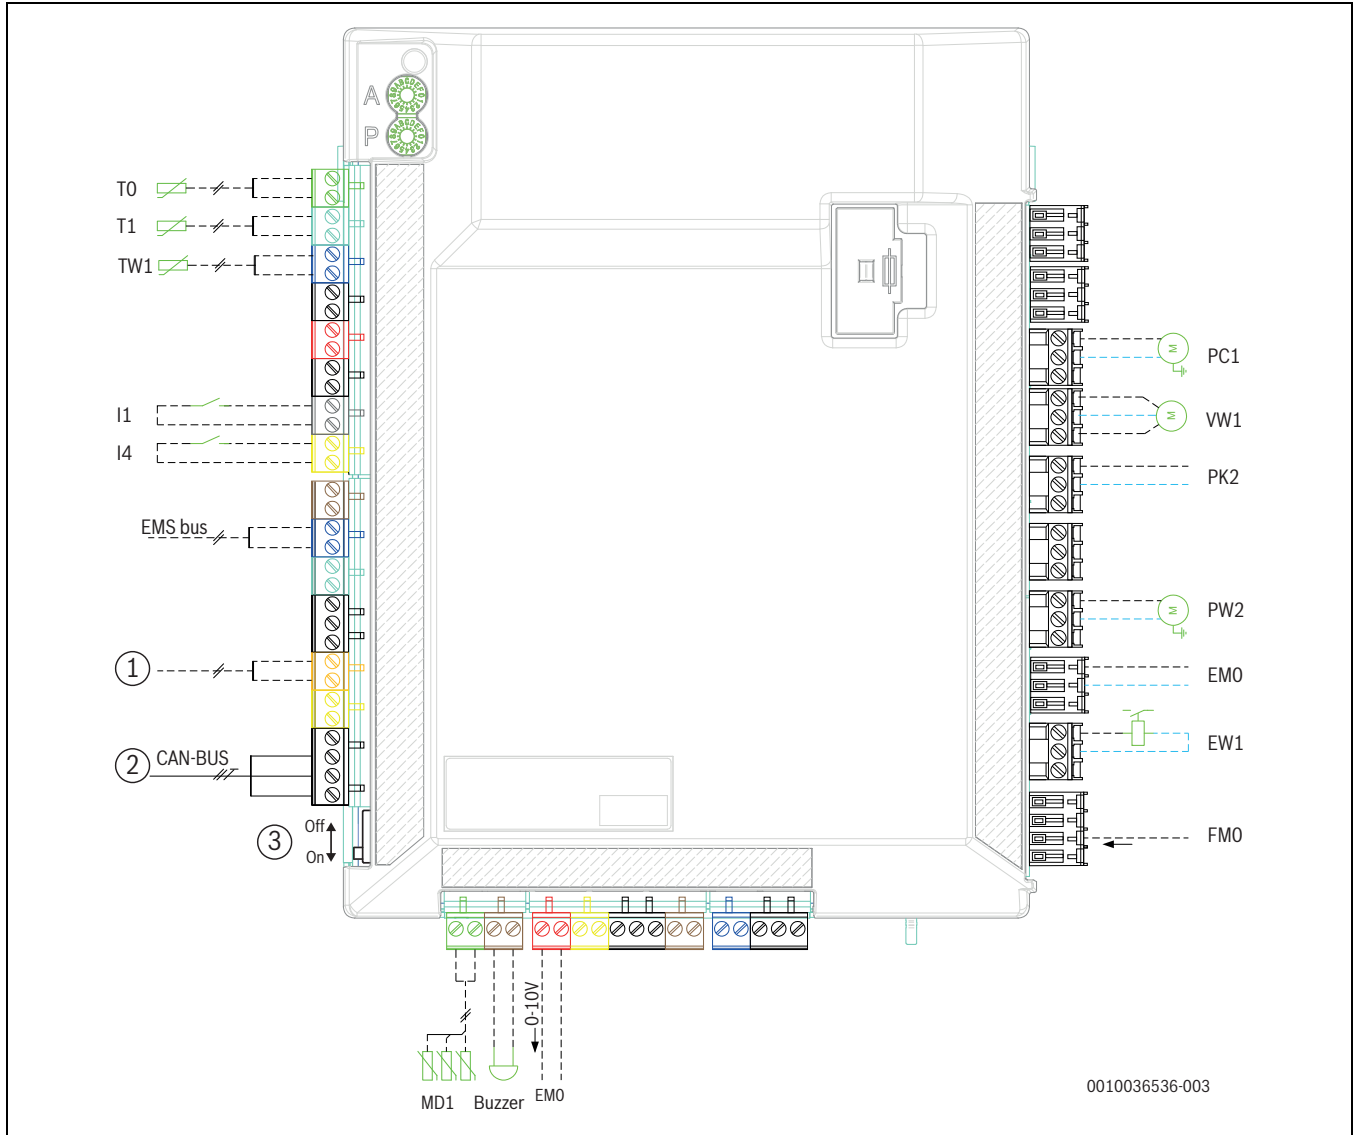 A
P
T0
T1
TW1
I1
I4
EMS bus
1
2 CAN-BUS
3 Off
On
M PC1
M VW1
PK2
M PW2
EM0
EW1
FM0
0-10V
MD1 Buzzer EM0
0010036536-003